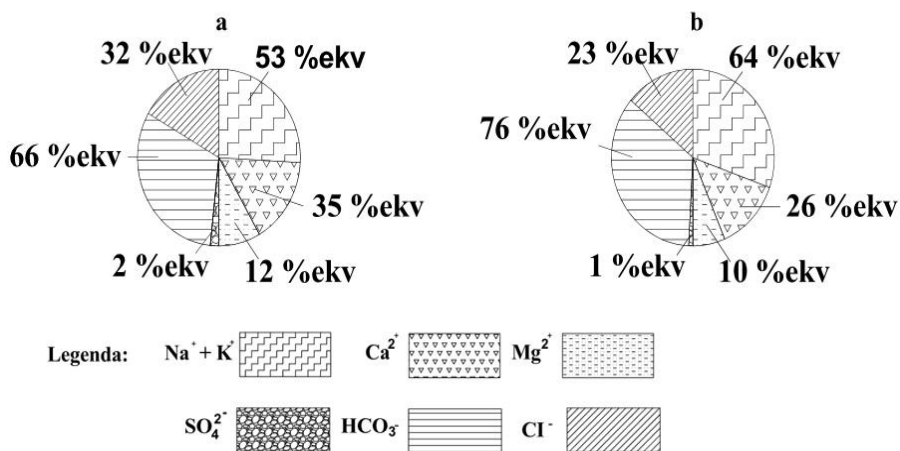 a b
32 %ekv 53 %ekv 23 %ekv 64 %ekv
66 %ekv 76 %ekv
35 %ekv 26 %ekv
2 %ekv 12 %ekv 1 %ekv 10 %ekv
Legenda: Na⁺ + K⁺ Ca²⁺ Mg²⁺
SO₄²⁻ HCO₃⁻ Cl⁻